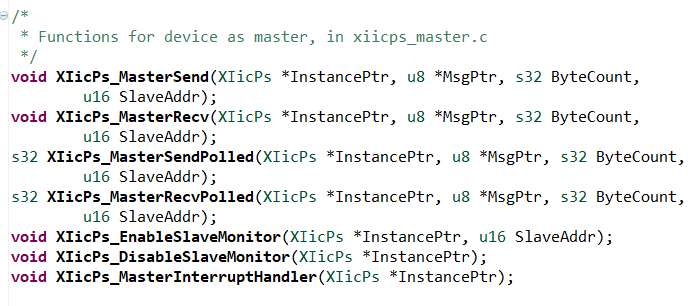 /*
 * Functions for device as master, in xiicps_master.c
 */
void XIicPs_MasterSend(XIicPs *InstancePtr, u8 *MsgPtr, s32 ByteCount,
        u16 SlaveAddr);
void XIicPs_MasterRecv(XIicPs *InstancePtr, u8 *MsgPtr, s32 ByteCount,
        u16 SlaveAddr);
s32 XIicPs_MasterSendPolled(XIicPs *InstancePtr, u8 *MsgPtr, s32 ByteCount,
        u16 SlaveAddr);
s32 XIicPs_MasterRecvPolled(XIicPs *InstancePtr, u8 *MsgPtr, s32 ByteCount,
        u16 SlaveAddr);
void XIicPs_EnableSlaveMonitor(XIicPs *InstancePtr, u16 SlaveAddr);
void XIicPs_DisableSlaveMonitor(XIicPs *InstancePtr);
void XIicPs_MasterInterruptHandler(XIicPs *InstancePtr);